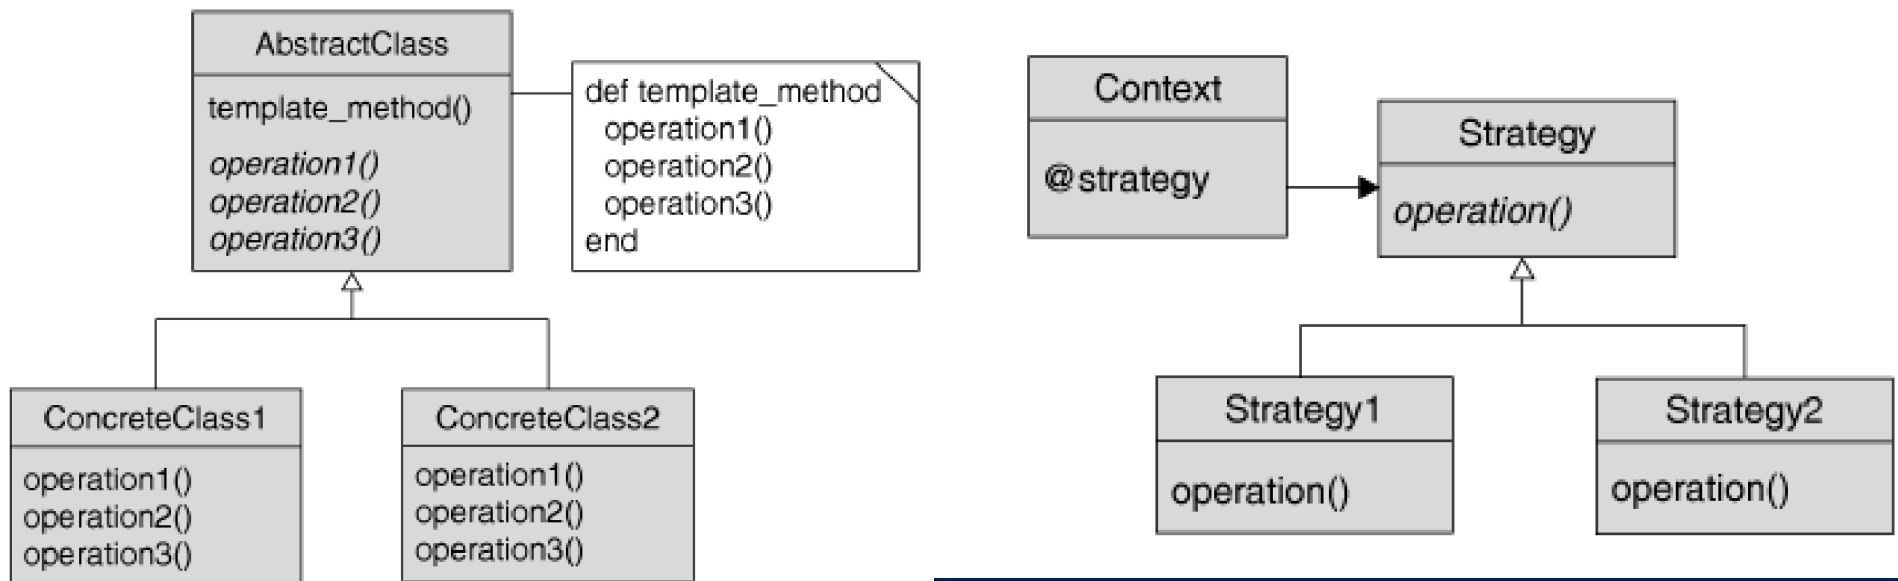 AbstractClass
template_method()
operation1()
operation2()
operation3()
def template_method
operation1()
operation2()
operation3()
end
ConcreteClass1
operation1()
operation2()
operation3()
ConcreteClass2
operation1()
operation2()
operation3()
Context
@strategy
Strategy
operation()
Strategy1
operation()
Strategy2
operation()